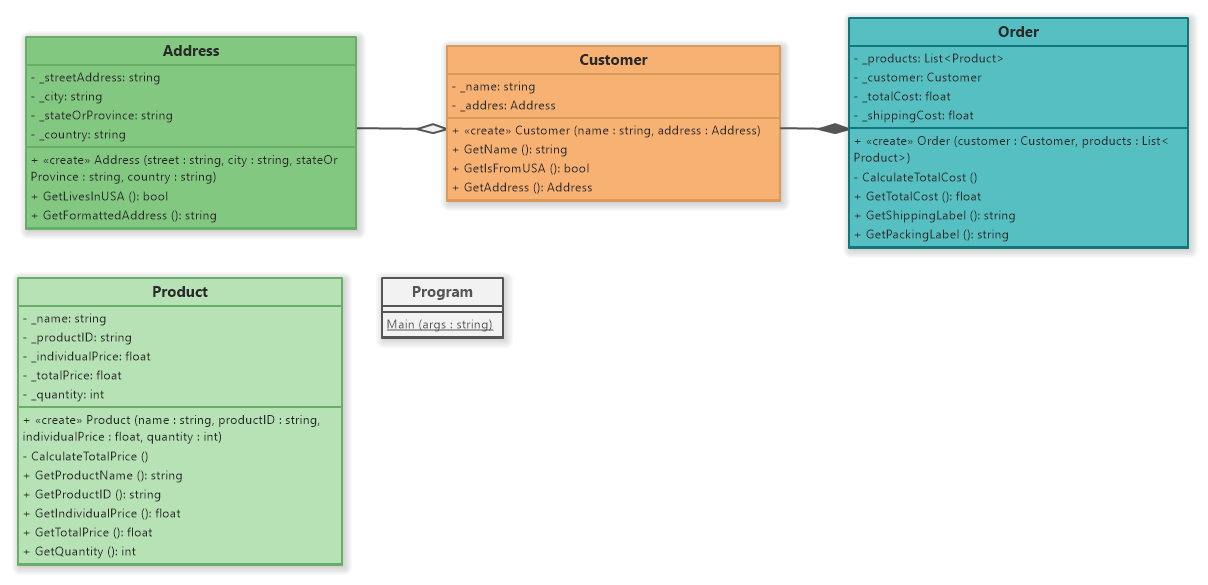 Address
- _streetAddress: string
- _city: string
- _stateOrProvince: string
- _country: string
+ «create» Address (street : string, city : string, stateOr
Province : string, country : string)
+ GetLivesInUSA (): bool
+ GetFormattedAddress (): string
Customer
- _name: string
- _addres: Address
+ «create» Customer (name : string, address : Address)
+ GetName (): string
+ GetIsFromUSA (): bool
+ GetAddress (): Address
Order
- _products: List<Product>
- _customer: Customer
- _totalCost: float
- _shippingCost: float
+ «create» Order (customer : Customer, products : List<
Product>)
- CalculateTotalCost ()
+ GetTotalCost (): float
+ GetShippingLabel (): string
+ GetPackingLabel (): string
Product
- _name: string
- _productID: string
- _individualPrice: float
- _totalPrice: float
- _quantity: int
+ «create» Product (name : string, productID : string,
individualPrice : float, quantity : int)
- CalculateTotalPrice ()
+ GetProductName (): string
+ GetProductID (): string
+ GetIndividualPrice (): float
+ GetTotalPrice (): float
+ GetQuantity (): int
Program
Main (args : string)